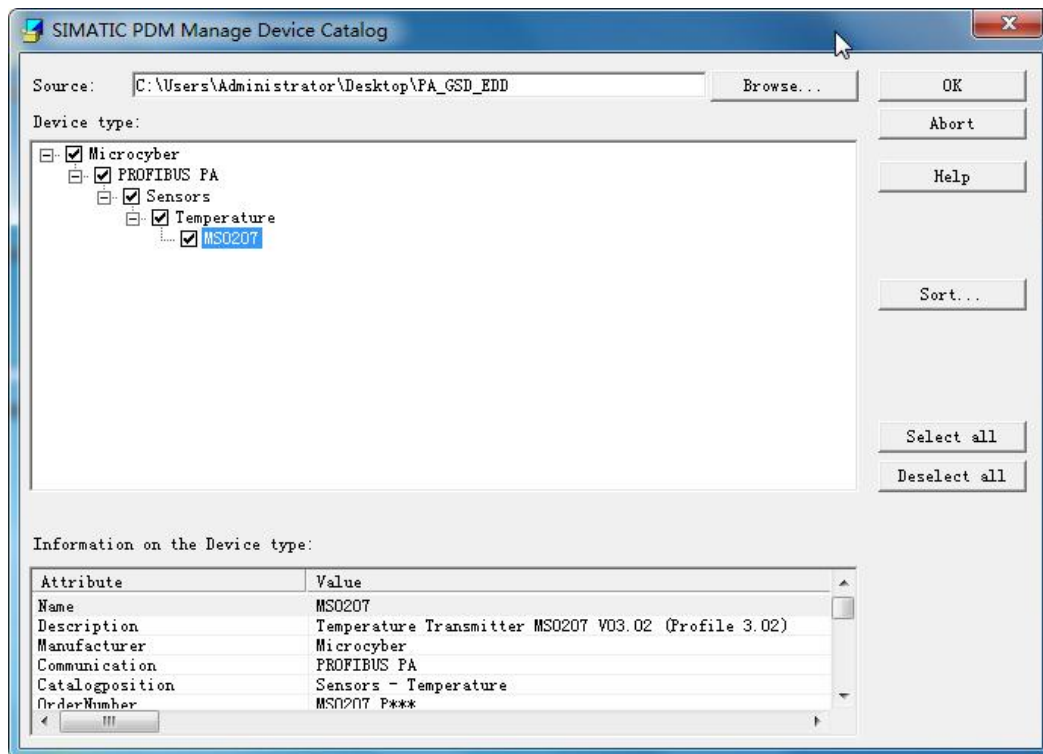 SIMATIC PDM Manage Device Catalog
Source: C:\Users\Administrator\Desktop\PA_GSD_EDD Browse... OK
Device type: Abort
Microcyber
PROFIBUS PA Help
Sensors
Temperature
MS0207
Sort...
Select all
Deselect all
Information on the Device type:
Attribute Value
Name MS0207
Description Temperature Transmitter MS0207 V03.02 (Profile 3.02)
Manufacturer Microcyber
Communication PROFIBUS PA
Catalogposition Sensors - Temperature
OrderNumber MS0207 P***